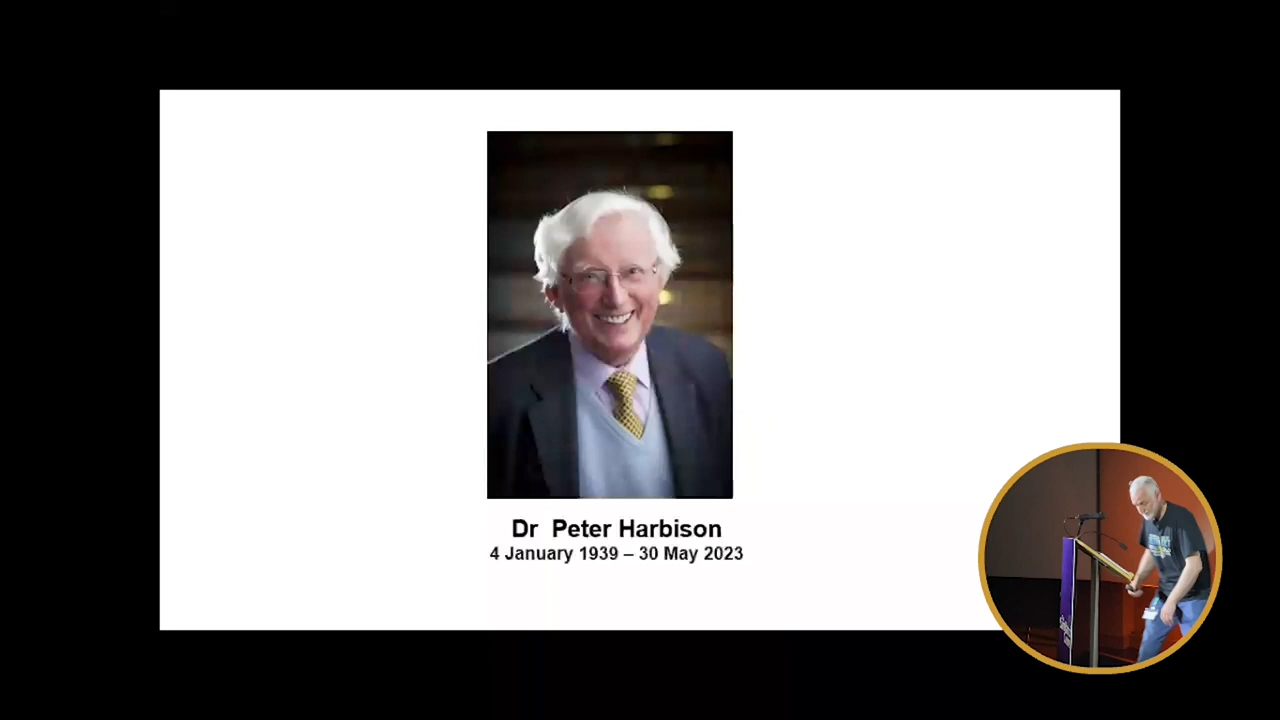 Dr  Peter Harbison
4 January 1939 – 30 May 2023